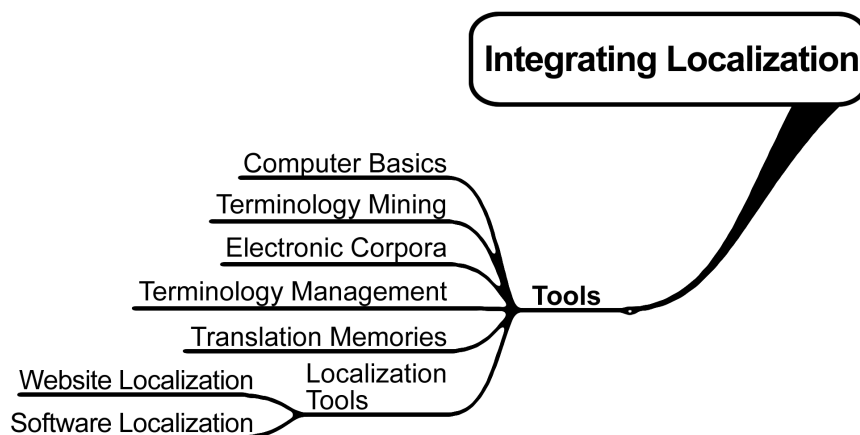 Integrating Localization
Computer Basics
Terminology Mining
Electronic Corpora
Terminology Management
Tools
Translation Memories
Localization
Tools
Website Localization
Software Localization